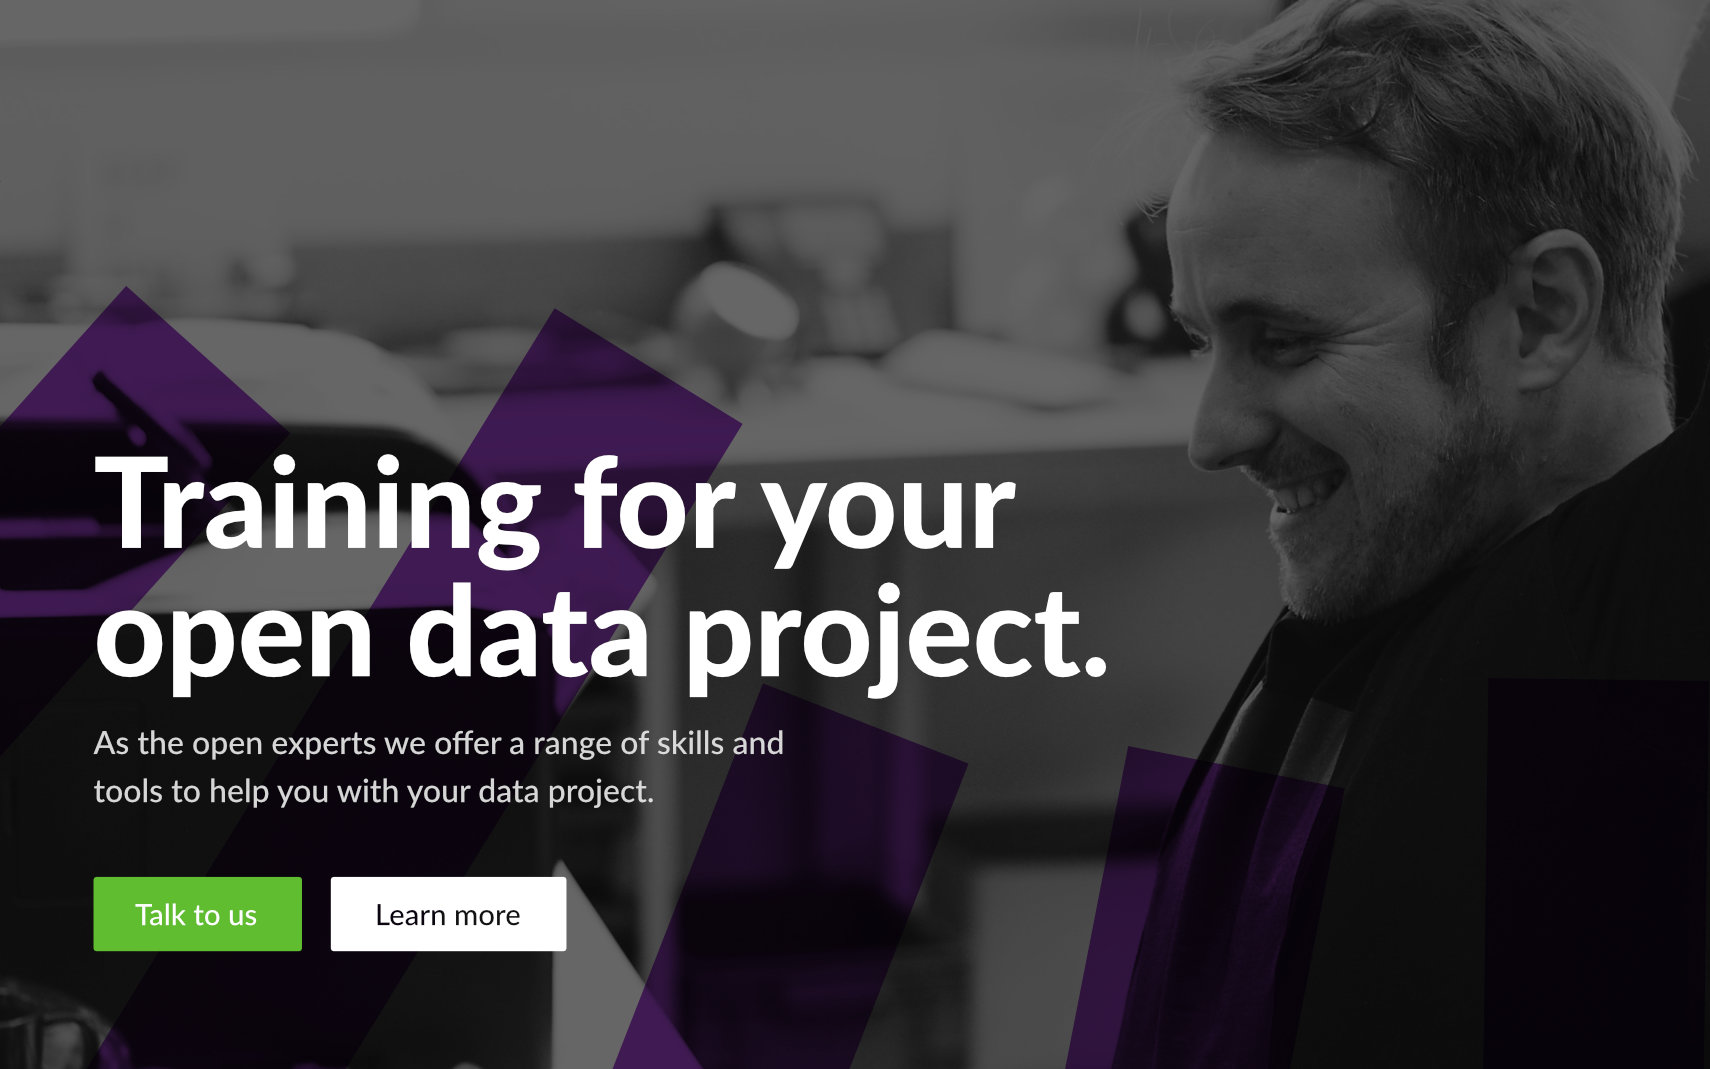 Training for your
open data project.
As the open experts we offer a range of skills and
tools to help you with your data project.
Talk to us
Learn more